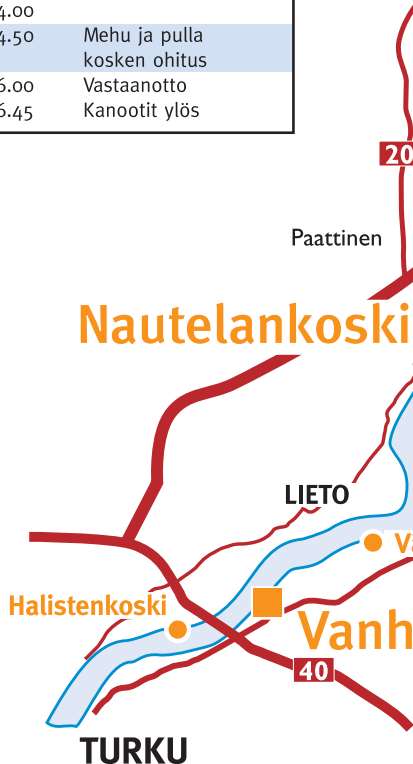 4.00
4.50 Mehu ja pulla
kosken ohitus
6.00 Vastaanotto
6.45 Kanootit ylös
20
Paattinen
Nautelankoski
LIETO
Halistenkoski
Vanh
40
TURKU